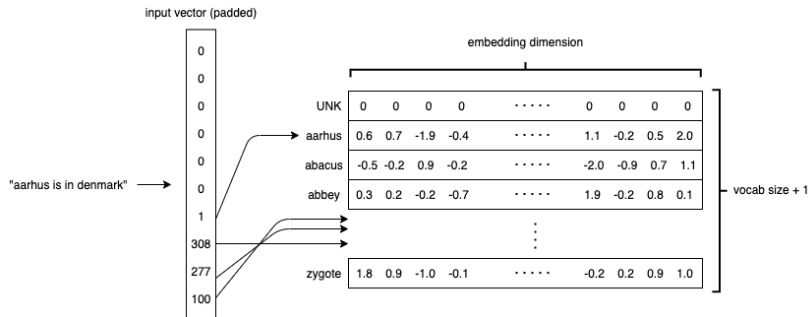 input vector (padded)
embedding dimension
0
0
0
0
0
0
1
308
277
100
"aarhus is in denmark"
UNK 0 0 0 0 ····· 0 0 0 0
aarhus 0.6 0.7 -1.9 -0.4 1.1 -0.2 0.5 2.0
abacus -0.5 -0.2 0.9 -0.2 -2.0 -0.9 0.7 1.1
abbey 0.3 0.2 -0.2 -0.7 1.9 -0.2 0.8 0.1
zygote 1.8 0.9 -1.0 -0.1 ····· -0.2 0.2 0.9 1.0
vocab size + 1